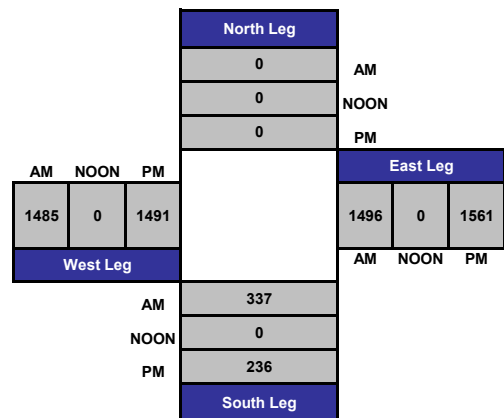 North Leg
0 AM
0 NOON
0 PM
AM NOON PM East Leg
1485 0 1491 1496 0 1561
West Leg AM NOON PM
AM 337
NOON 0
PM 236
South Leg